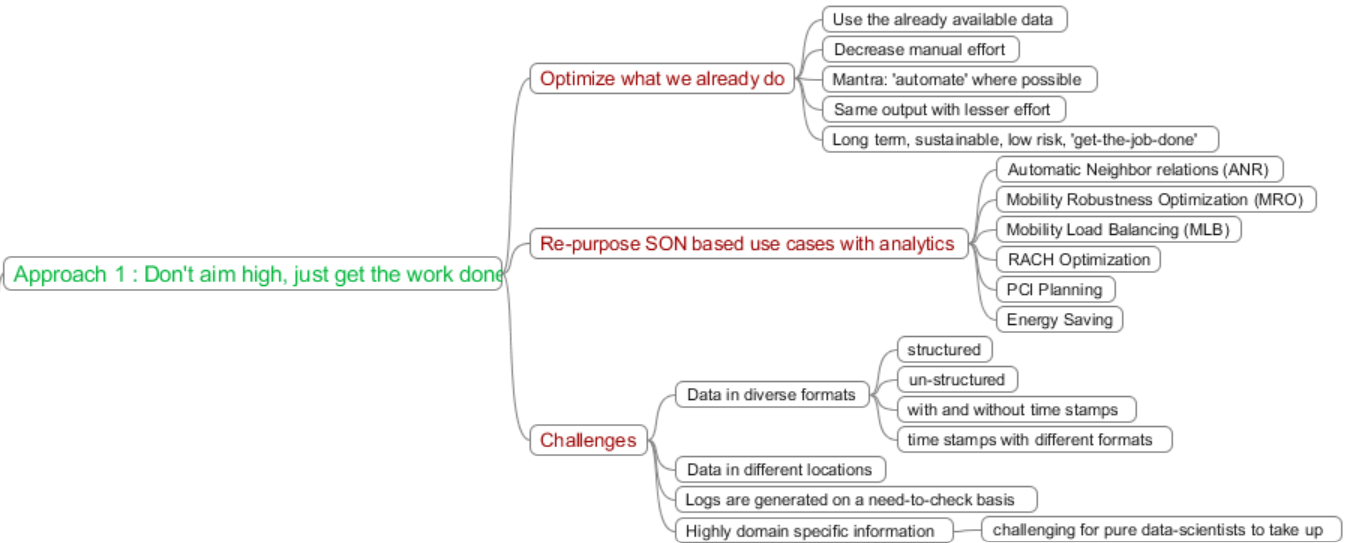 Approach 1 : Don't aim high, just get the work done
Optimize what we already do
Use the already available data
Decrease manual effort
Mantra: 'automate' where possible
Same output with lesser effort
Long term, sustainable, low risk, 'get-the-job-done'
Re-purpose SON based use cases with analytics
Automatic Neighbor relations (ANR)
Mobility Robustness Optimization (MRO)
Mobility Load Balancing (MLB)
RACH Optimization
PCI Planning
Energy Saving
Challenges
Data in diverse formats
structured
un-structured
with and without time stamps
time stamps with different formats
Data in different locations
Logs are generated on a need-to-check basis
Highly domain specific information
challenging for pure data-scientists to take up